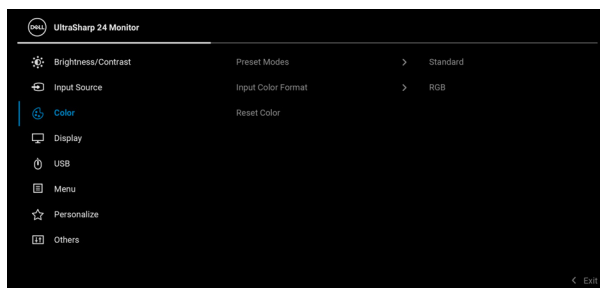 DELL UltraSharp 24 Monitor
Brightness/Contrast Preset Modes > Standard
Input Source Input Color Format > RGB
Color Reset Color
Display
USB
Menu
Personalize
Others
< Exit